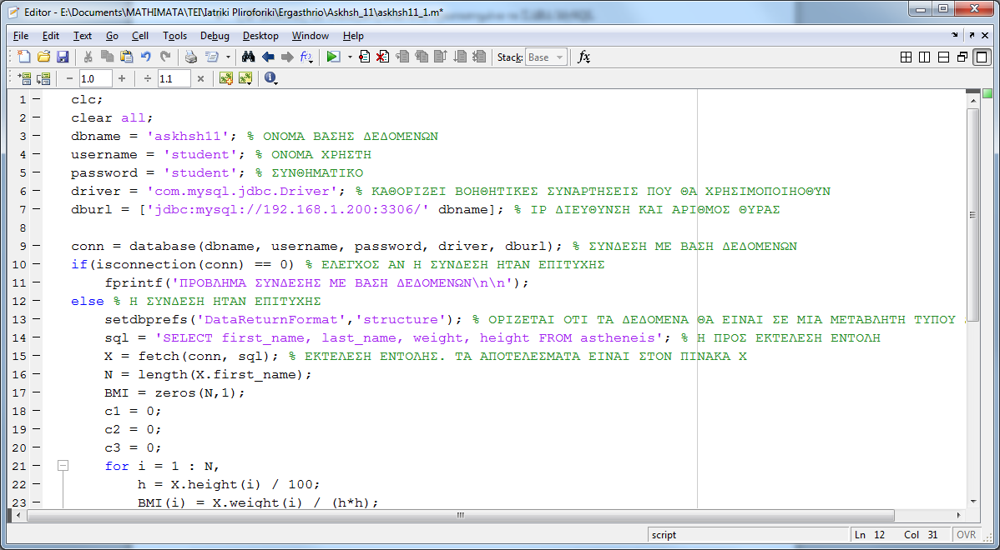 Editor - E:\Documents\MATHIMATA\TEI\Iatriki Pliroforiki\Ergasthrio\Askhsh_11\askhsh11_1.m*
File Edit Text Go Cell Tools Debug Desktop Window Help
Stack: Base fx
− 1.0 + ÷ 1.1 ×
1 clc;
2 clear all;
3 dbname = 'askhsh11'; % ΟΝΟΜΑ ΒΑΣΗΣ ΔΕΔΟΜΕΝΩΝ
4 username = 'student'; % ΟΝΟΜΑ ΧΡΗΣΤΗ
5 password = 'student'; % ΣΥΝΘΗΜΑΤΙΚΟ
6 driver = 'com.mysql.jdbc.Driver'; % ΚΑΘΟΡΙΖΕΙ ΒΟΗΘΗΤΙΚΕΣ ΣΥΝΑΡΤΗΣΕΙΣ ΠΟΥ ΘΑ ΧΡΗΣΙΜΟΠΟΙΗΟΘΎΝ
7 dburl = ['jdbc:mysql://192.168.1.200:3306/' dbname]; % IP ΔΙΕΥΘΥΝΣΗ ΚΑΙ ΑΡΙΘΜΟΣ ΘΥΡΑΣ
8
9 conn = database(dbname, username, password, driver, dburl); % ΣΥΝΔΕΣΗ ΜΕ ΒΑΣΗ ΔΕΔΟΜΕΝΩΝ
10 if(isconnection(conn) == 0) % ΕΛΕΓΧΟΣ ΑΝ Η ΣΥΝΔΕΣΗ ΗΤΑΝ ΕΠΙΤΥΧΗΣ
11 fprintf('ΠΡΟΒΛΗΜΑ ΣΥΝΔΕΣΗΣ ΜΕ ΒΑΣΗ ΔΕΔΟΜΕΝΩΝ\n\n');
12 else % Η ΣΥΝΔΕΣΗ ΗΤΑΝ ΕΠΙΤΥΧΗΣ
13 setdbprefs('DataReturnFormat','structure'); % ΟΡΙΖΕΤΑΙ ΟΤΙ ΤΑ ΔΕΔΟΜΕΝΑ ΘΑ ΕΙΝΑΙ ΣΕ ΜΙΑ ΜΕΤΑΒΛΗΤΗ ΤΥΠΟΥ
14 sql = 'SELECT first_name, last_name, weight, height FROM astheneis'; % Η ΠΡΟΣ ΕΚΤΕΛΕΣΗ ΕΝΤΟΛΗ
15 X = fetch(conn, sql); % ΕΚΤΕΛΕΣΗ ΕΝΤΟΛΗΣ. ΤΑ ΑΠΟΤΕΛΕΣΜΑΤΑ ΕΙΝΑΙ ΣΤΟΝ ΠΙΝΑΚΑ Χ
16 N = length(X.first_name);
17 BMI = zeros(N,1);
18 c1 = 0;
19 c2 = 0;
20 c3 = 0;
21 for i = 1 : N,
22 h = X.height(i) / 100;
23 BMI(i) = X.weight(i) / (h*h);
script Ln 12 Col 31 OVR